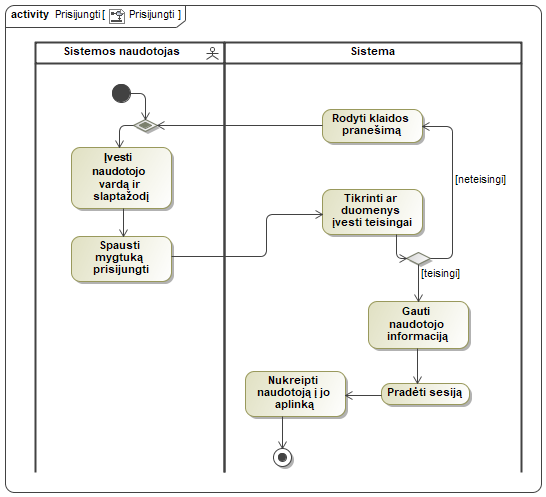 activity Prisijungti [ Prisijungti ]
Sistemos naudotojas
Sistema
Rodyti klaidos
pranešimą
Įvesti
naudotojo
vardą ir
slaptažodį
[neteisingi]
Tikrinti ar
duomenys
įvesti teisingai
Spausti
mygtuką
prisijungti
[teisingi]
Gauti
naudotojo
informaciją
Nukreipti
naudotoją į jo
aplinką
Pradėti sesiją